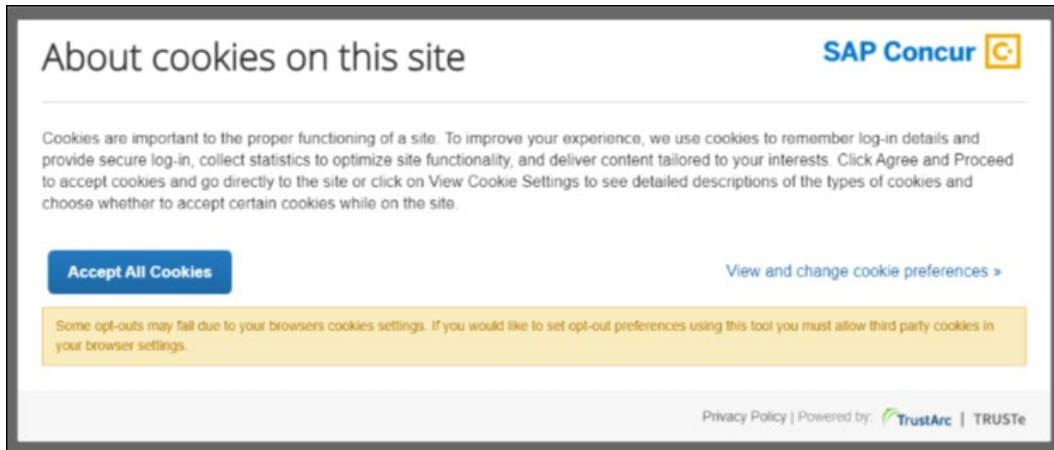 About cookies on this site
SAP Concur C
Cookies are important to the proper functioning of a site. To improve your experience, we use cookies to remember log-in details and
provide secure log-in, collect statistics to optimize site functionality, and deliver content tailored to your interests. Click Agree and Proceed
to accept cookies and go directly to the site or click on View Cookie Settings to see detailed descriptions of the types of cookies and
choose whether to accept certain cookies while on the site.
Accept All Cookies
View and change cookie preferences »
Some opt-outs may fail due to your browsers cookies settings. If you would like to set opt-out preferences using this tool you must allow third party cookies in
your browser settings.
Privacy Policy | Powered by: TrustArc | TRUSTe